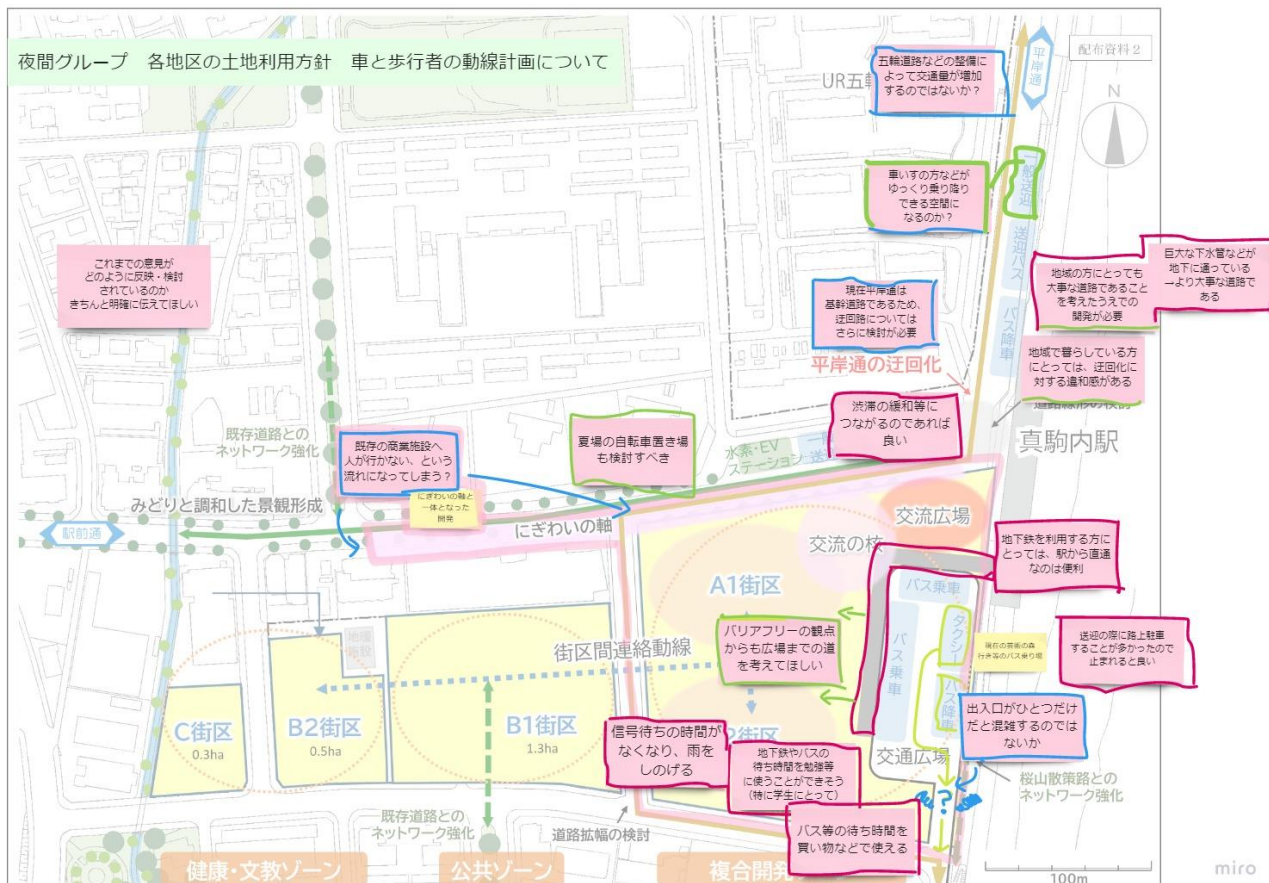 夜間グループ 各地区の土地利用方針 車と歩行者の動線計画について
配布資料2
平岸通
N
五輪道路などの整備に
よって交通量が増加
するのではないか？
UR五
一般送迎
車いすの方などが
ゆっくり乗り降り
できる空間に
なるのか？
送迎バス
バス降車
これまでの意見が
どのように反映・検討
されているのか
きちんと明確に伝えてほしい
巨大な下水管などが
地下に通っている
→より大事な道路で
ある
地域の方にとっても
大事な道路であること
を考えたうえでの
開発が必要
現在平岸通は
基幹道路であるため、
迂回路については
さらに検討が必要
地域で暮らしている方
にとっては、迂回化に
対する違和感がある
平岸通の迂回化
真駒内駅
渋滞の緩和等に
つながるのであれば
良い
夏場の自転車置き場
も検討すべき
水素・EV
ステーション
既存道路との
ネットワーク強化
既存の商業施設へ
人が行かない、という
流れになってしまう？
にぎわいの軸と
一体となった
開発
みどりと調和した景観形成
にぎわいの軸
駅前通
交流広場
交流の核
地下鉄を利用する方に
とっては、駅から直通
なのは便利
A1街区
バス乗車
タクシー
バス乗車
バス降車
バリアフリーの観点
からも広場までの道
を考えてほしい
現在の芸術の森
行き等のバス乗り場
送迎の際に路上駐車
することが多かったので
止まれると良い
街区間連絡動線
C街区
0.3ha
B2街区
0.5ha
B1街区
1.3ha
2街区
出入口がひとつだけ
だと混雑するのでは
ないか
信号待ちの時間が
なくなり、雨を
しのげる
地下鉄やバスの
待ち時間を勉強等
に使うことができそう
（特に学生にとって）
交通広場
?
桜山散策路との
ネットワーク強化
既存道路との
ネットワーク強化
道路拡幅の検討
バス等の待ち時間を
買い物などで使える
健康・文教ゾーン
公共ゾーン
複合開発
100m
miro